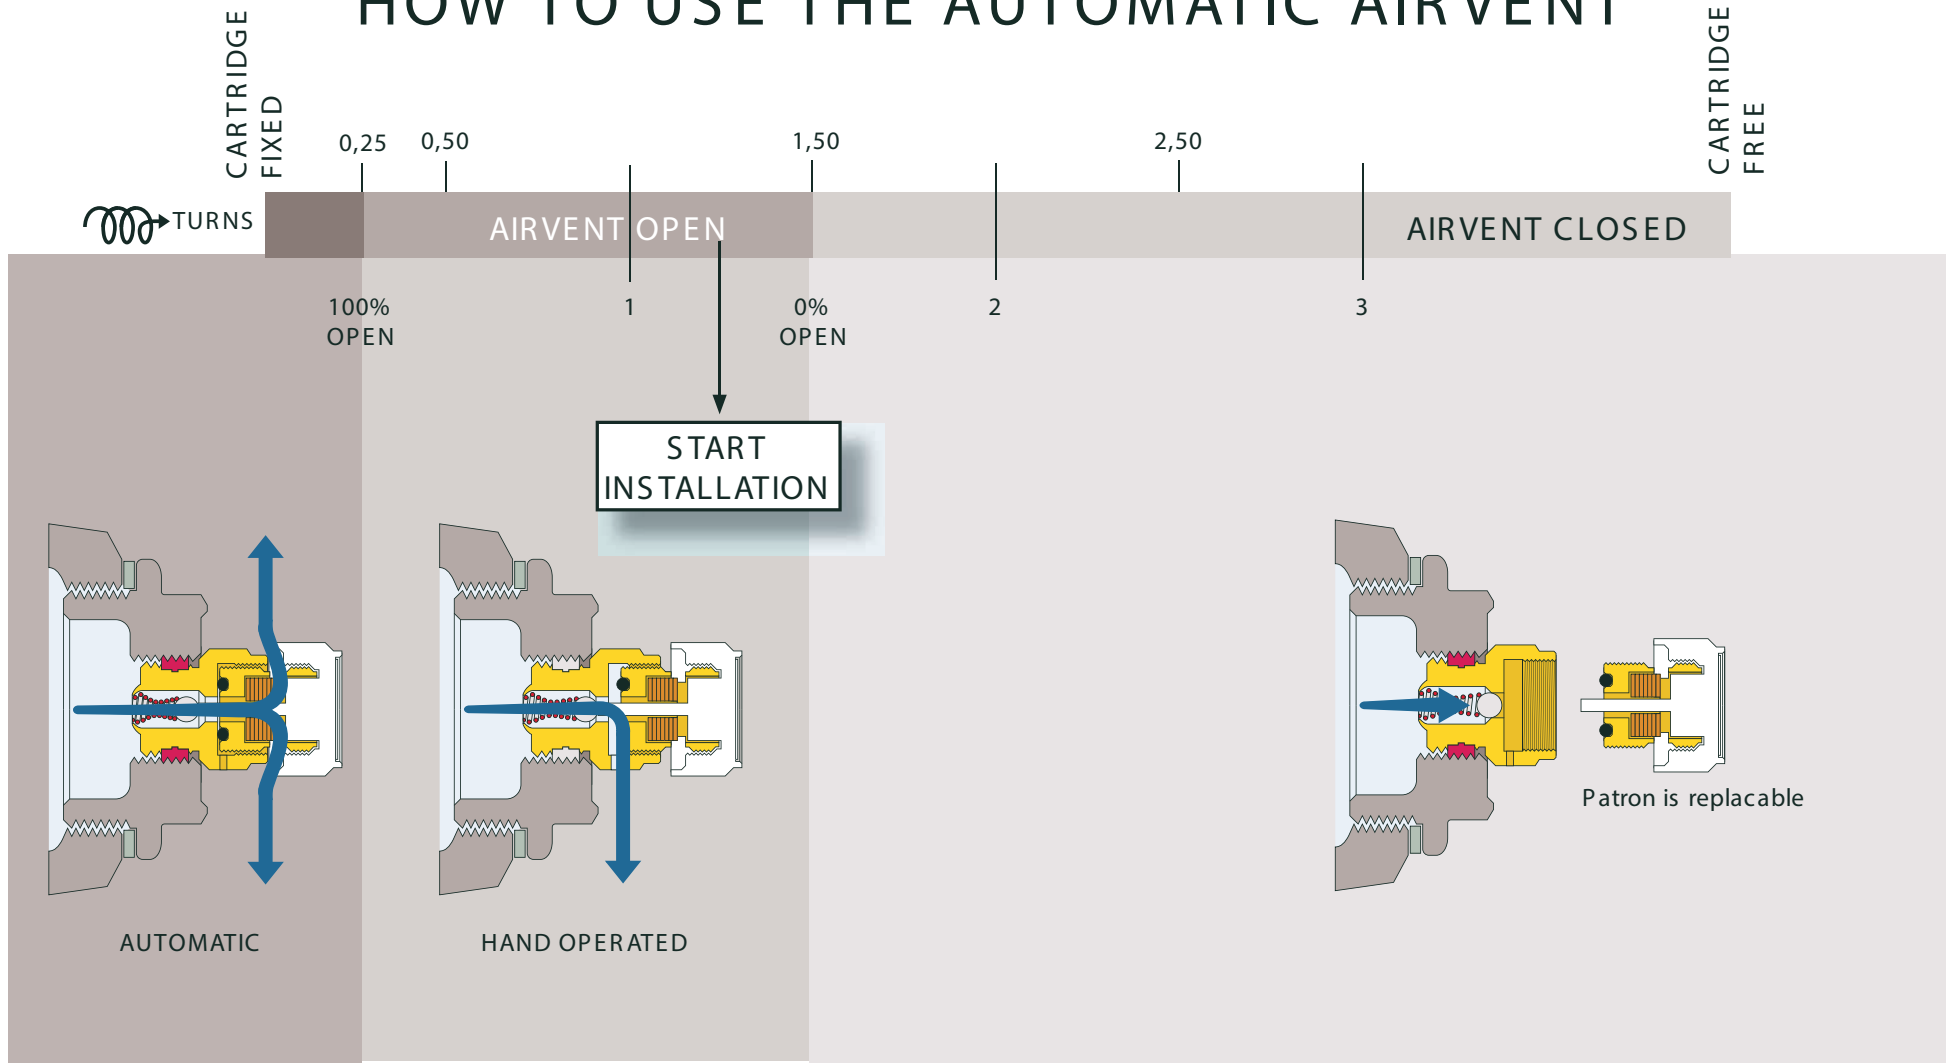 HOW TO USE THE AUTOMATIC AIRVENT
CARTRIDGE
FIXED
CARTRIDGE
FREE
0,25
0,50
1,50
2,50
TURNS
AIRVENT OPEN
AIRVENT CLOSED
100%
OPEN
1
0%
OPEN
2
3
START
INSTALLATION
Patron is replacable
AUTOMATIC
HAND OPERATED